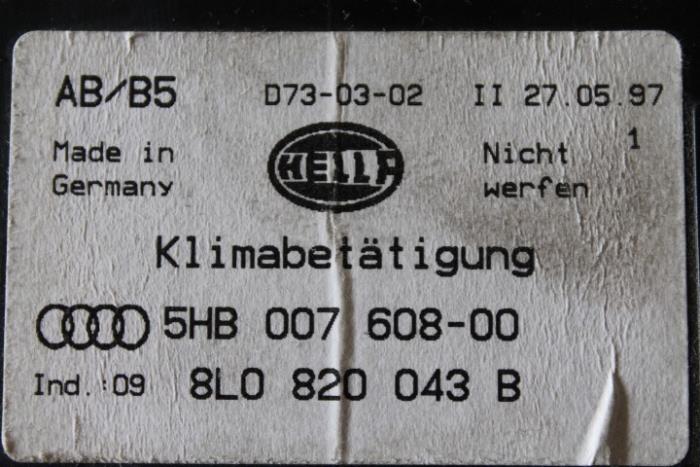 AB/B5 D73-03-02 II 27.05.97
Made in Germany HELLA Nicht werfen 1
Klimabetätigung
5HB 007 608-00
Ind.:09 8L0 820 043 B